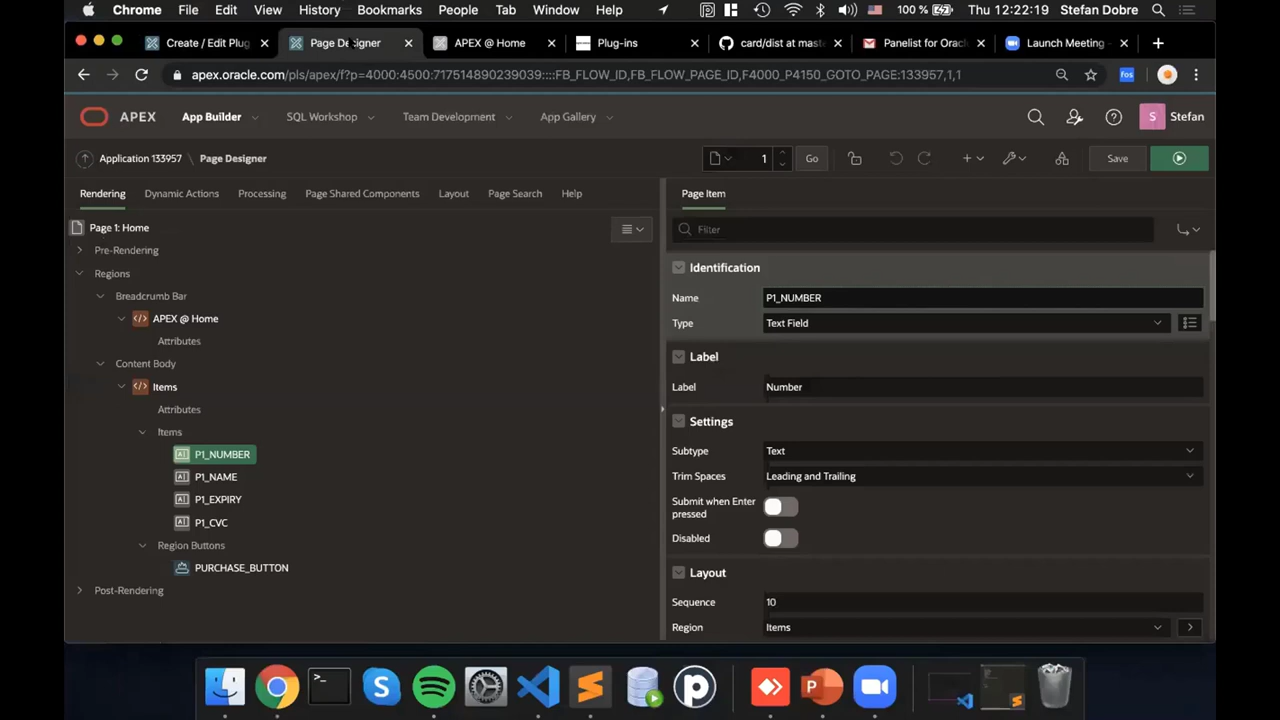 Chrome File Edit View History Bookmarks People Tab Window Help 100 % Thu 12:22:19 Stefan Dobre
Create / Edit Plug Page Designer APEX @ Home Plug-ins card/dist at mast Panelist for Orac Launch Meeting -
apex.oracle.com/pls/apex/f?p=4000:4500:717514890239039::::FB_FLOW_ID,FB_FLOW_PAGE_ID,F4000_P4150_GOTO_PAGE:133957,1,1 fos
APEX App Builder SQL Workshop Team Development App Gallery S Stefan
Application 133957 \ Page Designer 1 Go Save
Rendering Dynamic Actions Processing Page Shared Components Layout Page Search Help
Page 1: Home
Pre-Rendering
Regions
Breadcrumb Bar
APEX @ Home
Attributes
Content Body
Items
Attributes
Items
P1_NUMBER
P1_NAME
P1_EXPIRY
P1_CVC
Region Buttons
PURCHASE_BUTTON
Post-Rendering
Page Item
Filter
Identification
Name P1_NUMBER
Type Text Field
Label
Label Number
Settings
Subtype Text
Trim Spaces Leading and Trailing
Submit when Enter
pressed
Disabled
Layout
Sequence 10
Region Items